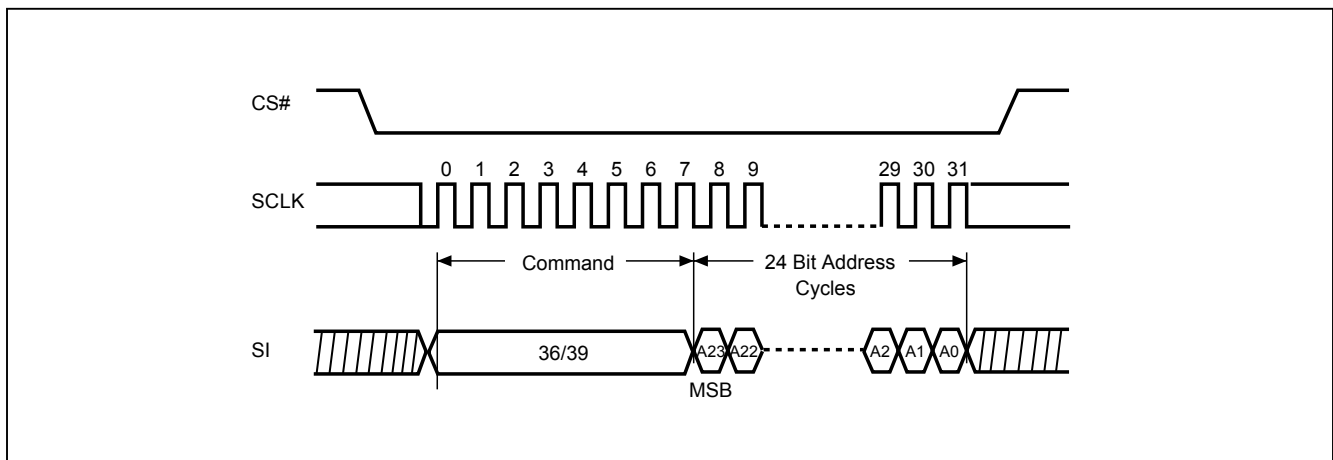 CS#
0 1 2 3 4 5 6 7 8 9 29 30 31
SCLK
Command
24 Bit Address
Cycles
SI
36/39
A23 A22 A2 A1 A0
MSB